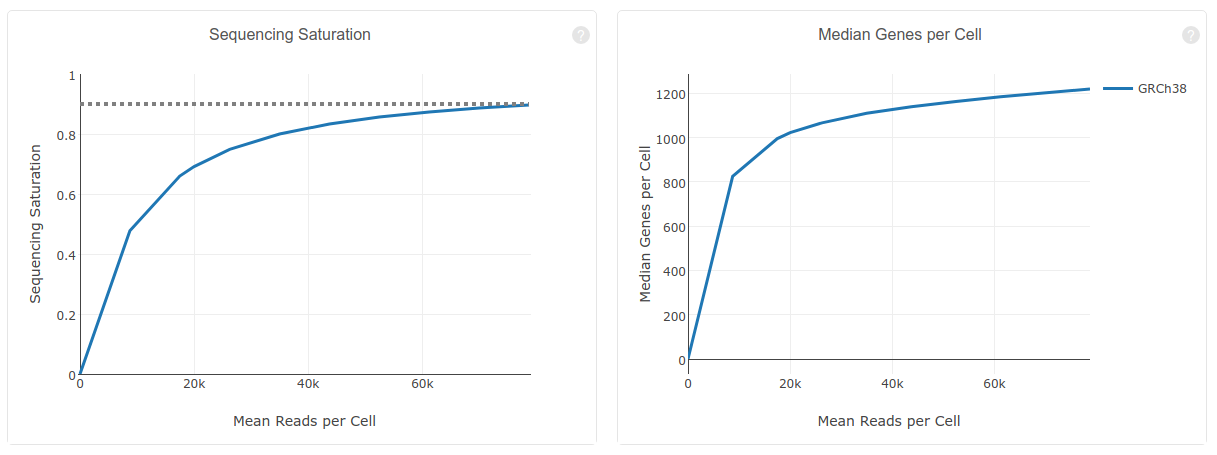 Sequencing Saturation
?
Sequencing Saturation
1
0.8
0.6
0.4
0.2
0
0 20k 40k 60k
Mean Reads per Cell
Median Genes per Cell
?
Median Genes per Cell
1200
1000
800
600
400
200
0
0 20k 40k 60k
Mean Reads per Cell
GRCh38